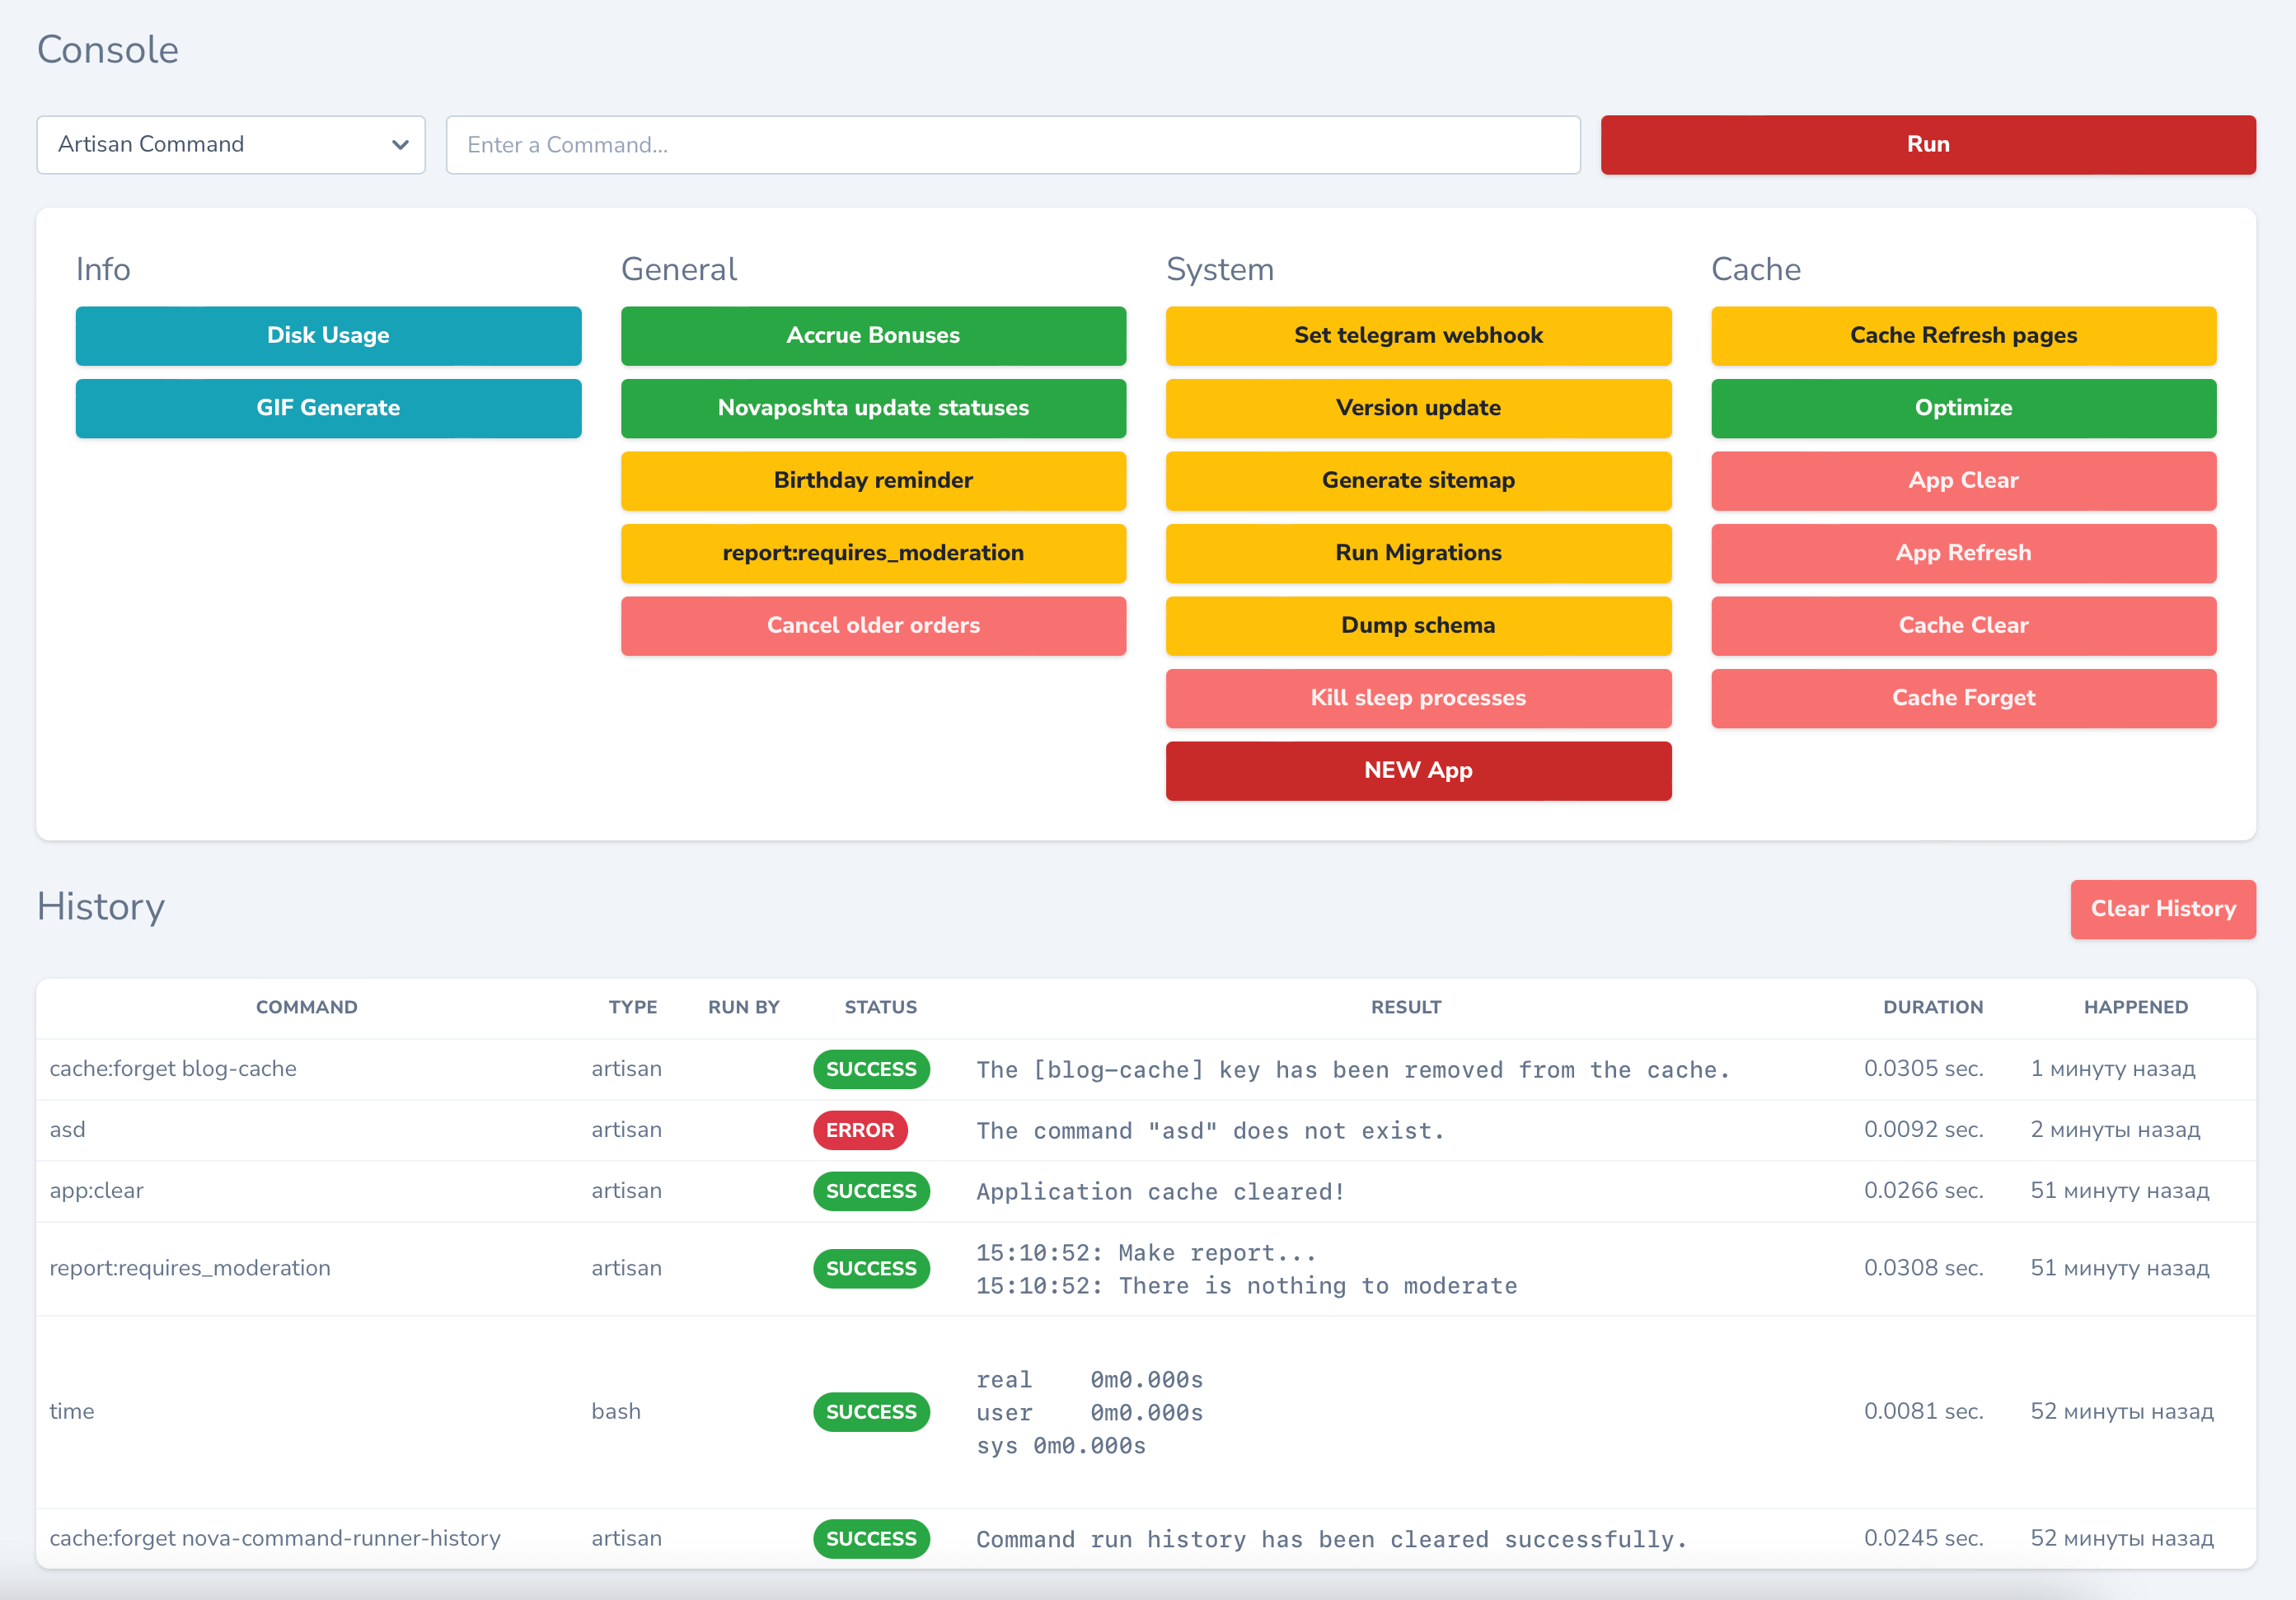 Console
Artisan Command
Enter a Command...
Run
Info
Disk Usage
GIF Generate
General
Accrue Bonuses
Novaposhta update statuses
Birthday reminder
report:requires_moderation
Cancel older orders
System
Set telegram webhook
Version update
Generate sitemap
Run Migrations
Dump schema
Kill sleep processes
NEW App
Cache
Cache Refresh pages
Optimize
App Clear
App Refresh
Cache Clear
Cache Forget
History
Clear History
COMMAND TYPE RUN BY STATUS RESULT DURATION HAPPENED
cache:forget blog-cache artisan SUCCESS The [blog-cache] key has been removed from the cache. 0.0305 sec. 1 минуту назад
asd artisan ERROR The command "asd" does not exist. 0.0092 sec. 2 минуты назад
app:clear artisan SUCCESS Application cache cleared! 0.0266 sec. 51 минуту назад
report:requires_moderation artisan SUCCESS 15:10:52: Make report... 0.0308 sec. 51 минуту назад
15:10:52: There is nothing to moderate
time bash SUCCESS real 0m0.000s 0.0081 sec. 52 минуты назад
user 0m0.000s
sys 0m0.000s
cache:forget nova-command-runner-history artisan SUCCESS Command run history has been cleared successfully. 0.0245 sec. 52 минуты назад